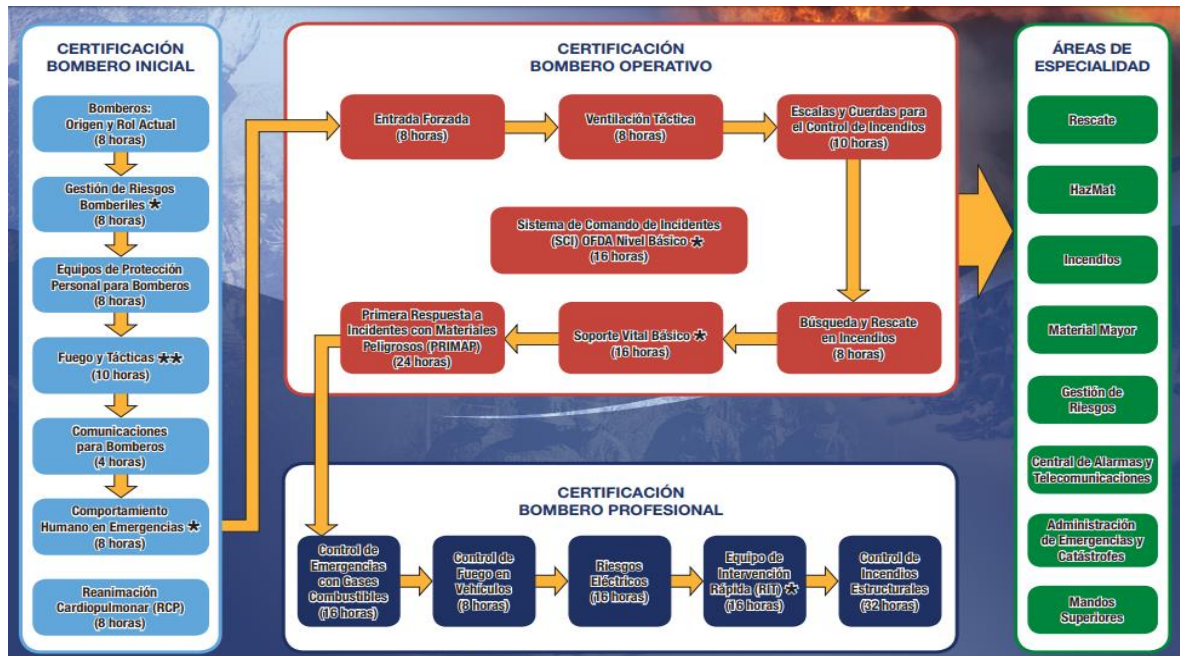 CERTIFICACIÓN
BOMBERO INICIAL
Bomberos:
Origen y Rol Actual
(8 horas)
Gestión de Riesgos
Bomberiles *
(8 horas)
Equipos de Protección
Personal para Bomberos
(8 horas)
Fuego y Tácticas **
(10 horas)
Comunicaciones
para Bomberos
(4 horas)
Comportamiento
Humano en Emergencias *
(8 horas)
Reanimación
Cardiopulmonar (RCP)
(8 horas)
CERTIFICACIÓN
BOMBERO OPERATIVO
Entrada Forzada
(8 horas)
Ventilación Táctica
(8 horas)
Escalas y Cuerdas para
el Control de Incendios
(10 horas)
Sistema de Comando de Incidentes
(SCI) OFDA Nivel Básico *
(16 horas)
Búsqueda y Rescate
en Incendios
(8 horas)
Soporte Vital Básico *
(16 horas)
Primera Respuesta a
Incidentes con Materiales
Peligrosos (PRIMAP)
(24 horas)
CERTIFICACIÓN
BOMBERO PROFESIONAL
Control de
Emergencias
con Gases
Combustibles
(16 horas)
Control de
Fuego en
Vehículos
(8 horas)
Riesgos
Eléctricos
(16 horas)
Equipo de
Intervención
Rápida (RIT) *
(16 horas)
Control de
Incendios
Estructurales
(32 horas)
ÁREAS DE
ESPECIALIDAD
Rescate
HazMat
Incendios
Material Mayor
Gestión de
Riesgos
Central de Alarmas y
Telecomunicaciones
Administración
de Emergencias y
Catástrofes
Mandos
Superiores